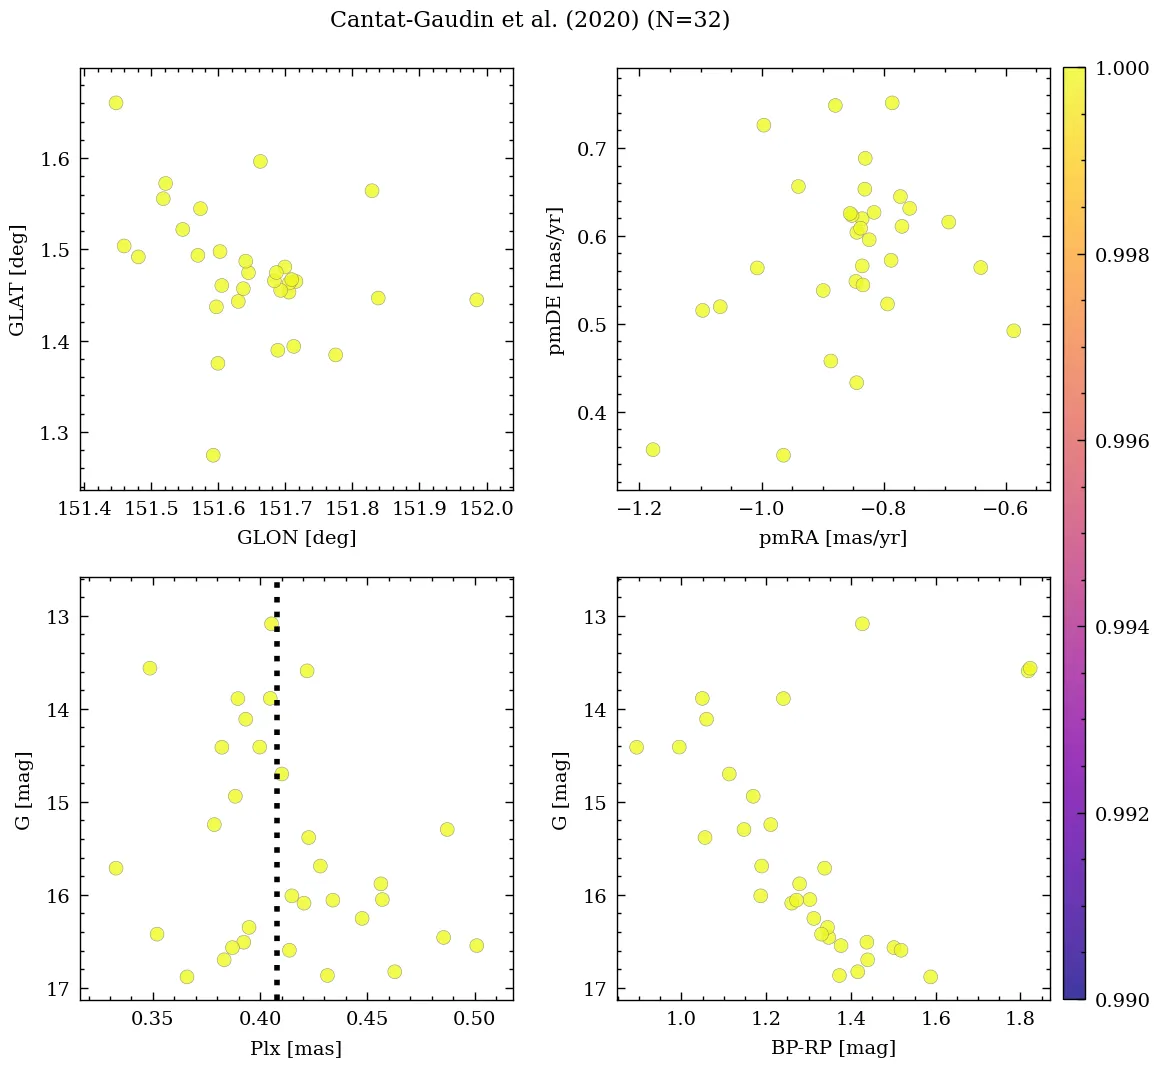 Cantat-Gaudin et al. (2020) (N=32)
1.6
1.5
1.4
1.3
GLAT [deg]
151.4 151.5 151.6 151.7 151.8 151.9 152.0
GLON [deg]
0.7
0.6
0.5
0.4
pmDE [mas/yr]
−1.2 −1.0 −0.8 −0.6
pmRA [mas/yr]
13
14
15
16
17
G [mag]
0.35 0.40 0.45 0.50
Plx [mas]
13
14
15
16
17
G [mag]
1.0 1.2 1.4 1.6 1.8
BP-RP [mag]
1.000
0.998
0.996
0.994
0.992
0.990